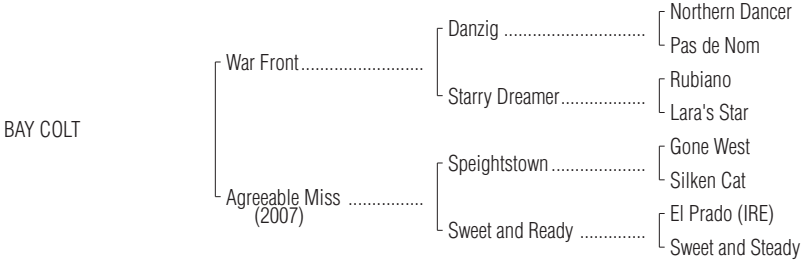 Northern Dancer
Danzig ..............................
Pas de Nom
War Front..........................
Rubiano
Starry Dreamer..................
Lara's Star
BAY COLT
Gone West
Speightstown ....................
Silken Cat
Agreeable Miss ................
(2007)
El Prado (IRE)
Sweet and Ready ..............
Sweet and Steady